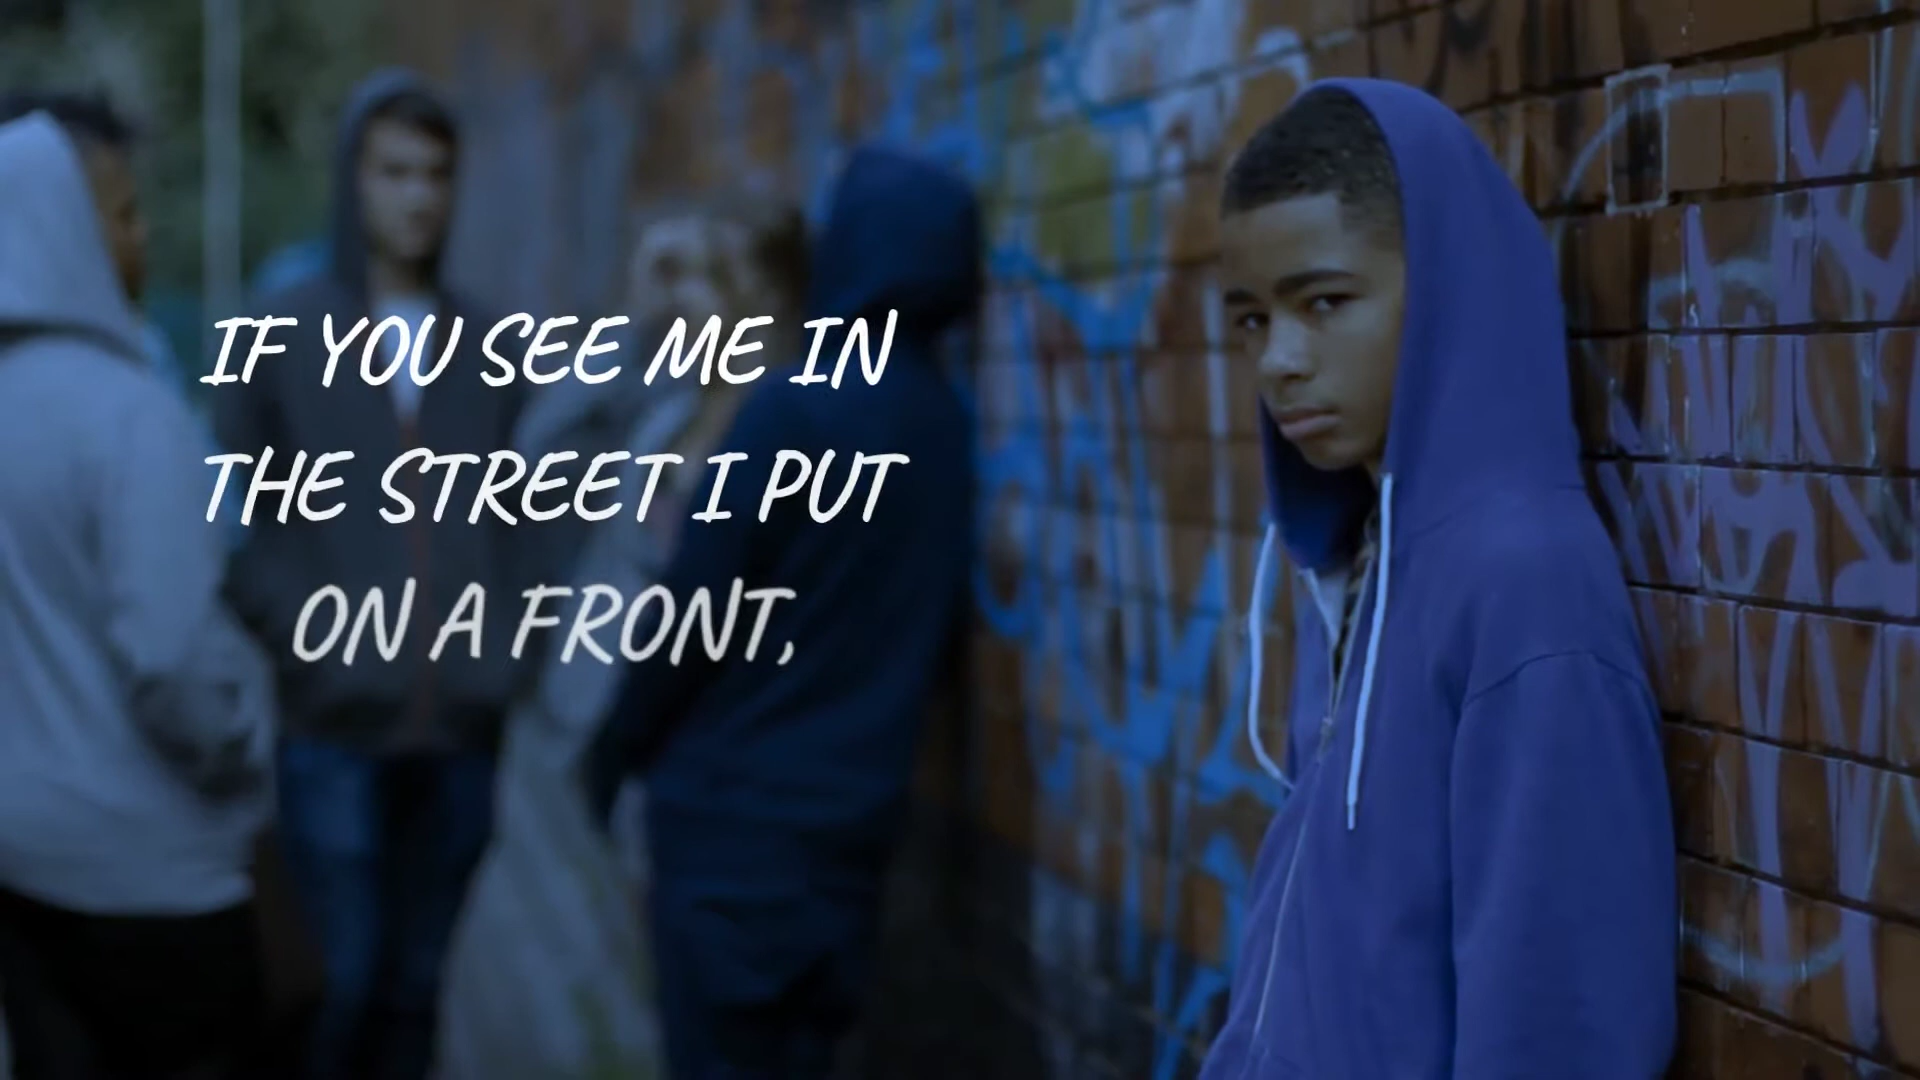 IF YOU SEE ME IN
THE STREET I PUT
ON A FRONT,